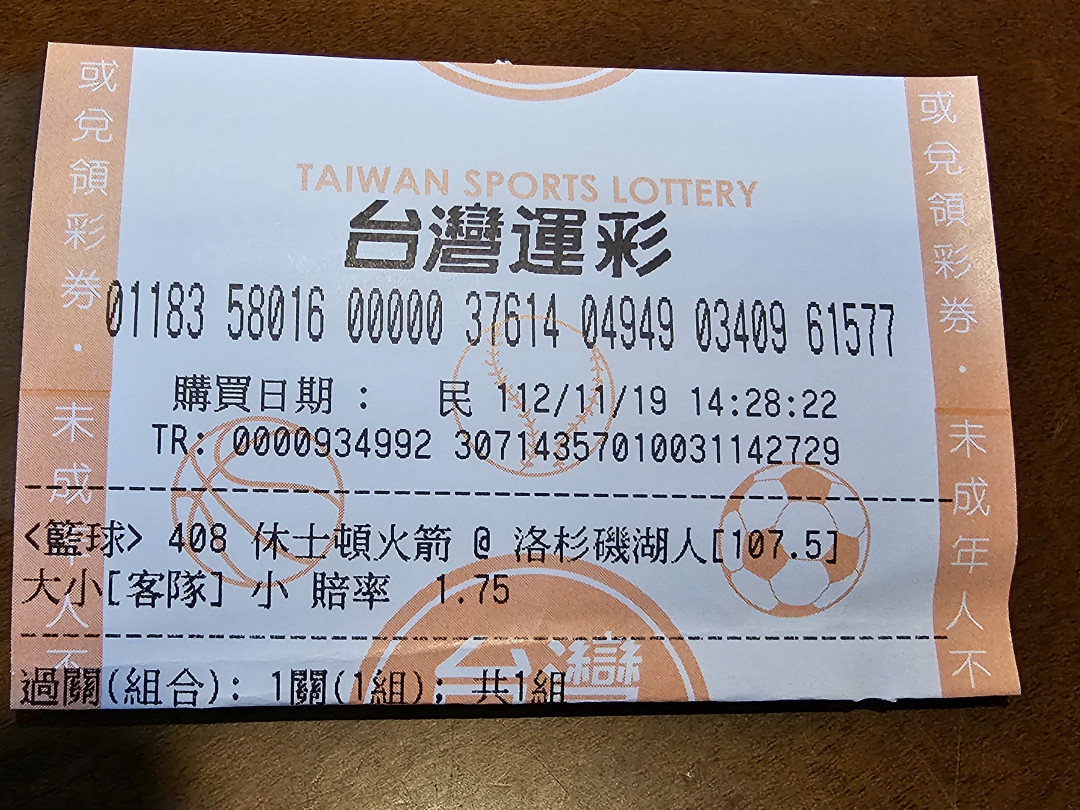 TAIWAN SPORTS LOTTERY
台灣運彩
01183 58016 00000 37614 04949 03409 61577
購買日期 : 民 112/11/19 14:28:22
TR: 0000934992 30714357010031142729
<籃球> 408 休士頓火箭 @ 洛杉磯湖人[107.5]
大小[客隊] 小 賠率 1.75
過關(組合): 1關(1組); 共1組
台灣
或兌領彩券·未成年人不
或兌領彩券·未成年人不